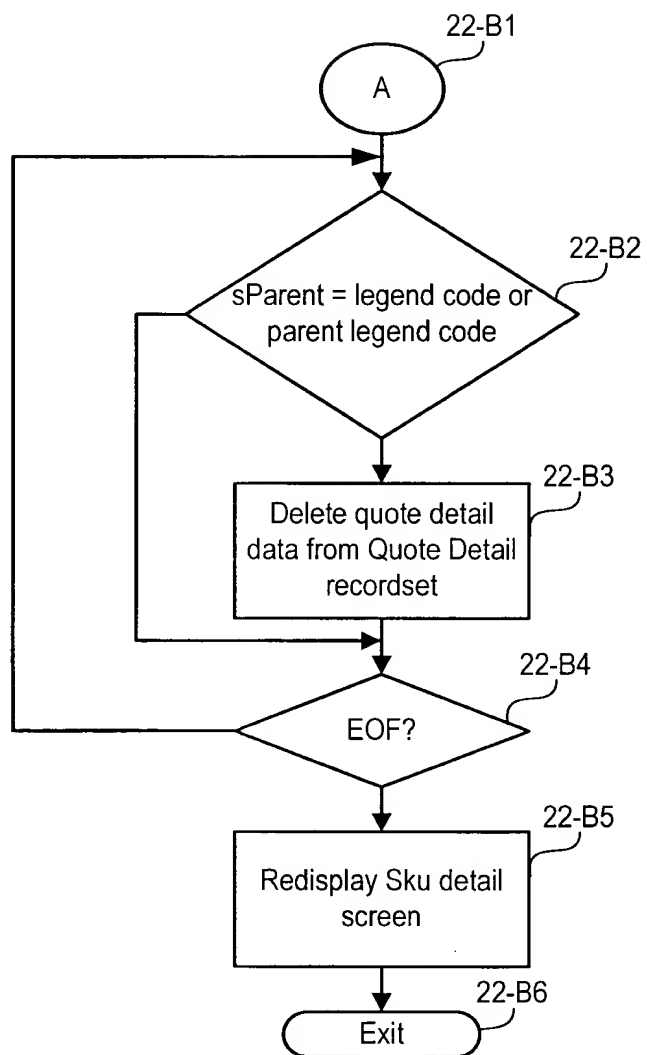 22-B1
A
22-B2
sParent = legend code or
parent legend code
22-B3
Delete quote detail
data from Quote Detail
recordset
22-B4
EOF?
22-B5
Redisplay Sku detail
screen
22-B6
Exit